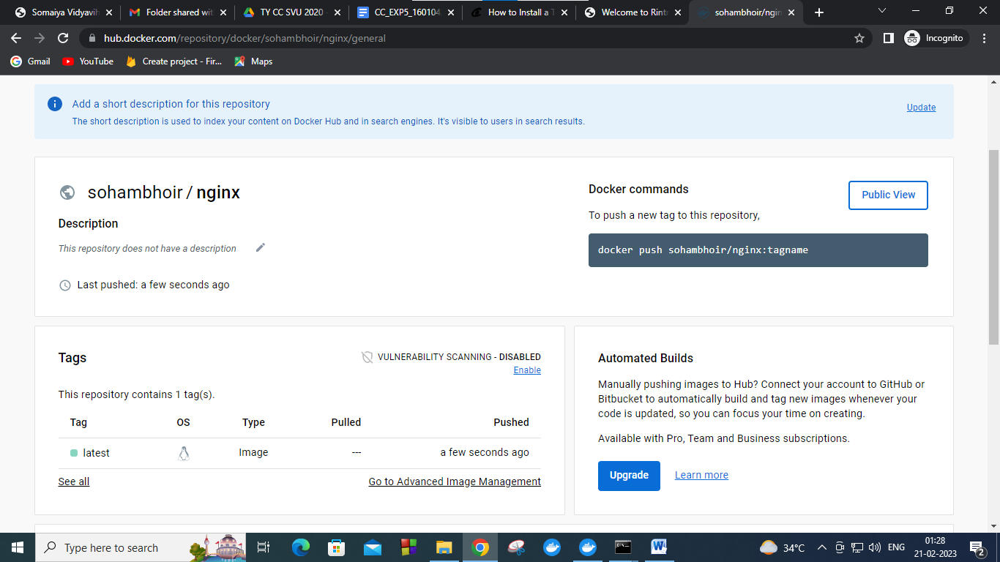 Somaiya Vidyavih
Folder shared wit
TY CC SVU 2020
CC_EXP5_160104
How to Install a T
Welcome to Rint
sohambhoir/ngin
hub.docker.com/repository/docker/sohambhoir/nginx/general
Incognito
Gmail
YouTube
Create project - Fir...
Maps
Add a short description for this repository
Update
The short description is used to index your content on Docker Hub and in search engines. It's visible to users in search results.
sohambhoir / nginx
Description
This repository does not have a description
Last pushed: a few seconds ago
Docker commands
Public View
To push a new tag to this repository,
docker push sohambhoir/nginx:tagname
Tags
VULNERABILITY SCANNING - DISABLED
Enable
This repository contains 1 tag(s).
Tag OS Type Pulled Pushed
latest Image --- a few seconds ago
See all
Go to Advanced Image Management
Automated Builds
Manually pushing images to Hub? Connect your account to GitHub or
Bitbucket to automatically build and tag new images whenever your
code is updated, so you can focus your time on creating.
Available with Pro, Team and Business subscriptions.
Upgrade
Learn more
Type here to search
34°C
ENG
01:28
21-02-2023
2